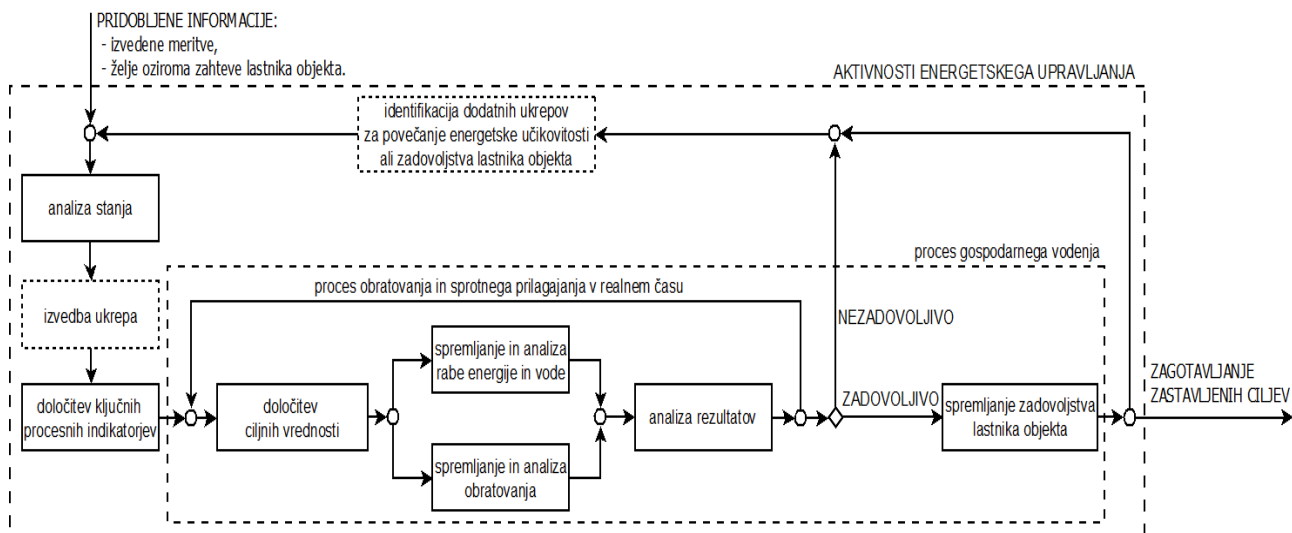 PRIDOBLJENE INFORMACIJE:
- izvedene meritve,
- želje oziroma zahteve lastnika objekta.
AKTIVNOSTI ENERGETSKEGA UPRAVLJANJA
identifikacija dodatnih ukrepov
za povečanje energetske učikovitosti
ali zadovoljstva lastnika objekta
analiza stanja
proces gospodarnega vodenja
proces obratovanja in sprotnega prilagajanja v realnem času
izvedba ukrepa
NEZADOVOLJIVO
spremljanje in analiza
rabe energije in vode
določitev ključnih
procesnih indikatorjev
določitev
ciljnih vrednosti
analiza rezultatov
ZADOVOLJIVO
spremljanje zadovoljstva
lastnika objekta
ZAGOTAVLJANJE
ZASTAVLJENIH CILJEV
spremljanje in analiza
obratovanja